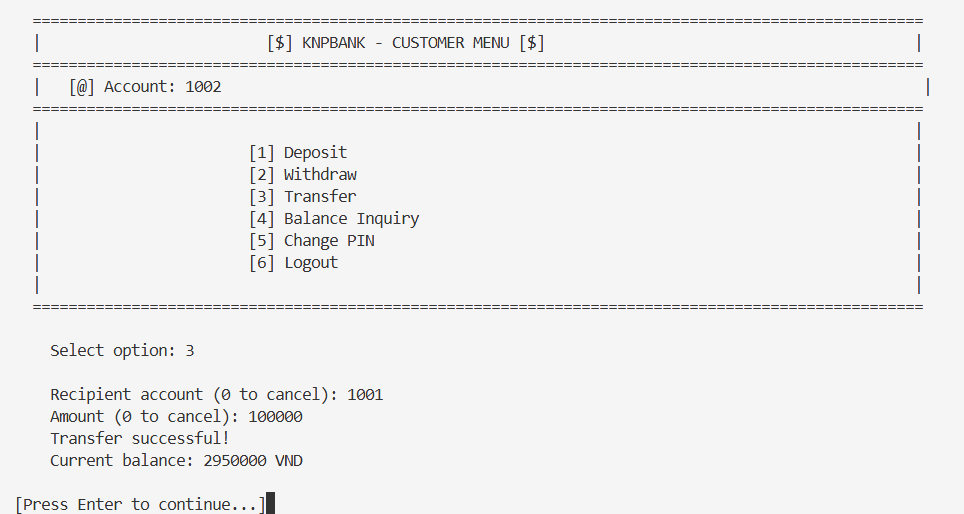 ===================================================================================================
| [$] KNPBANK - CUSTOMER MENU [$] |
===================================================================================================
| [@] Account: 1002 |
===================================================================================================
| |
| [1] Deposit |
| [2] Withdraw |
| [3] Transfer |
| [4] Balance Inquiry |
| [5] Change PIN |
| [6] Logout |
| |
===================================================================================================
Select option: 3
Recipient account (0 to cancel): 1001
Amount (0 to cancel): 100000
Transfer successful!
Current balance: 2950000 VND
[Press Enter to continue...]